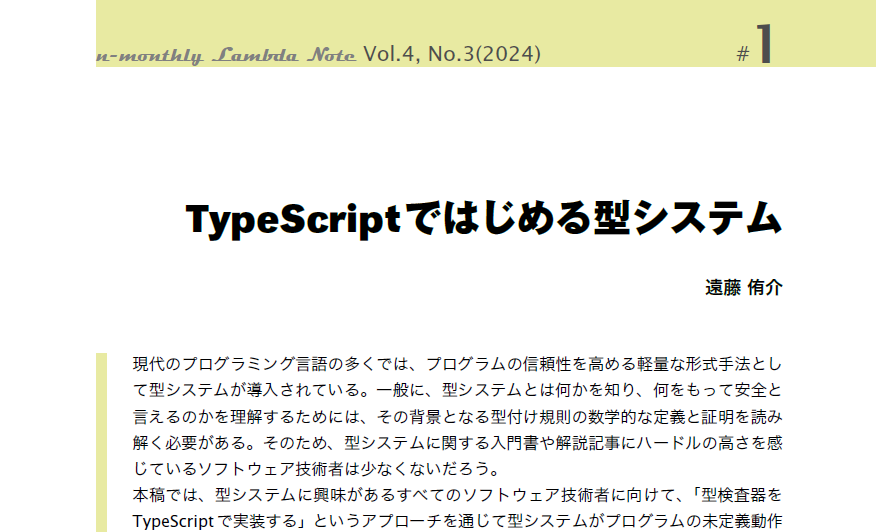 n-monthly Lambda Note Vol.4, No.3(2024) #1
TypeScriptではじめる型システム
遠藤 侑介
現代のプログラミング言語の多くでは、プログラムの信頼性を高める軽量な形式手法とし
て型システムが導入されている。一般に、型システムとは何かを知り、何をもって安全と
言えるのかを理解するためには、その背景となる型付け規則の数学的な定義と証明を読み
解く必要がある。そのため、型システムに関する入門書や解説記事にハードルの高さを感
じているソフトウェア技術者は少なくないだろう。
本稿では、型システムに興味があるすべてのソフトウェア技術者に向けて、「型検査器を
TypeScriptで実装する」というアプローチを通じて型システムがプログラムの未定義動作